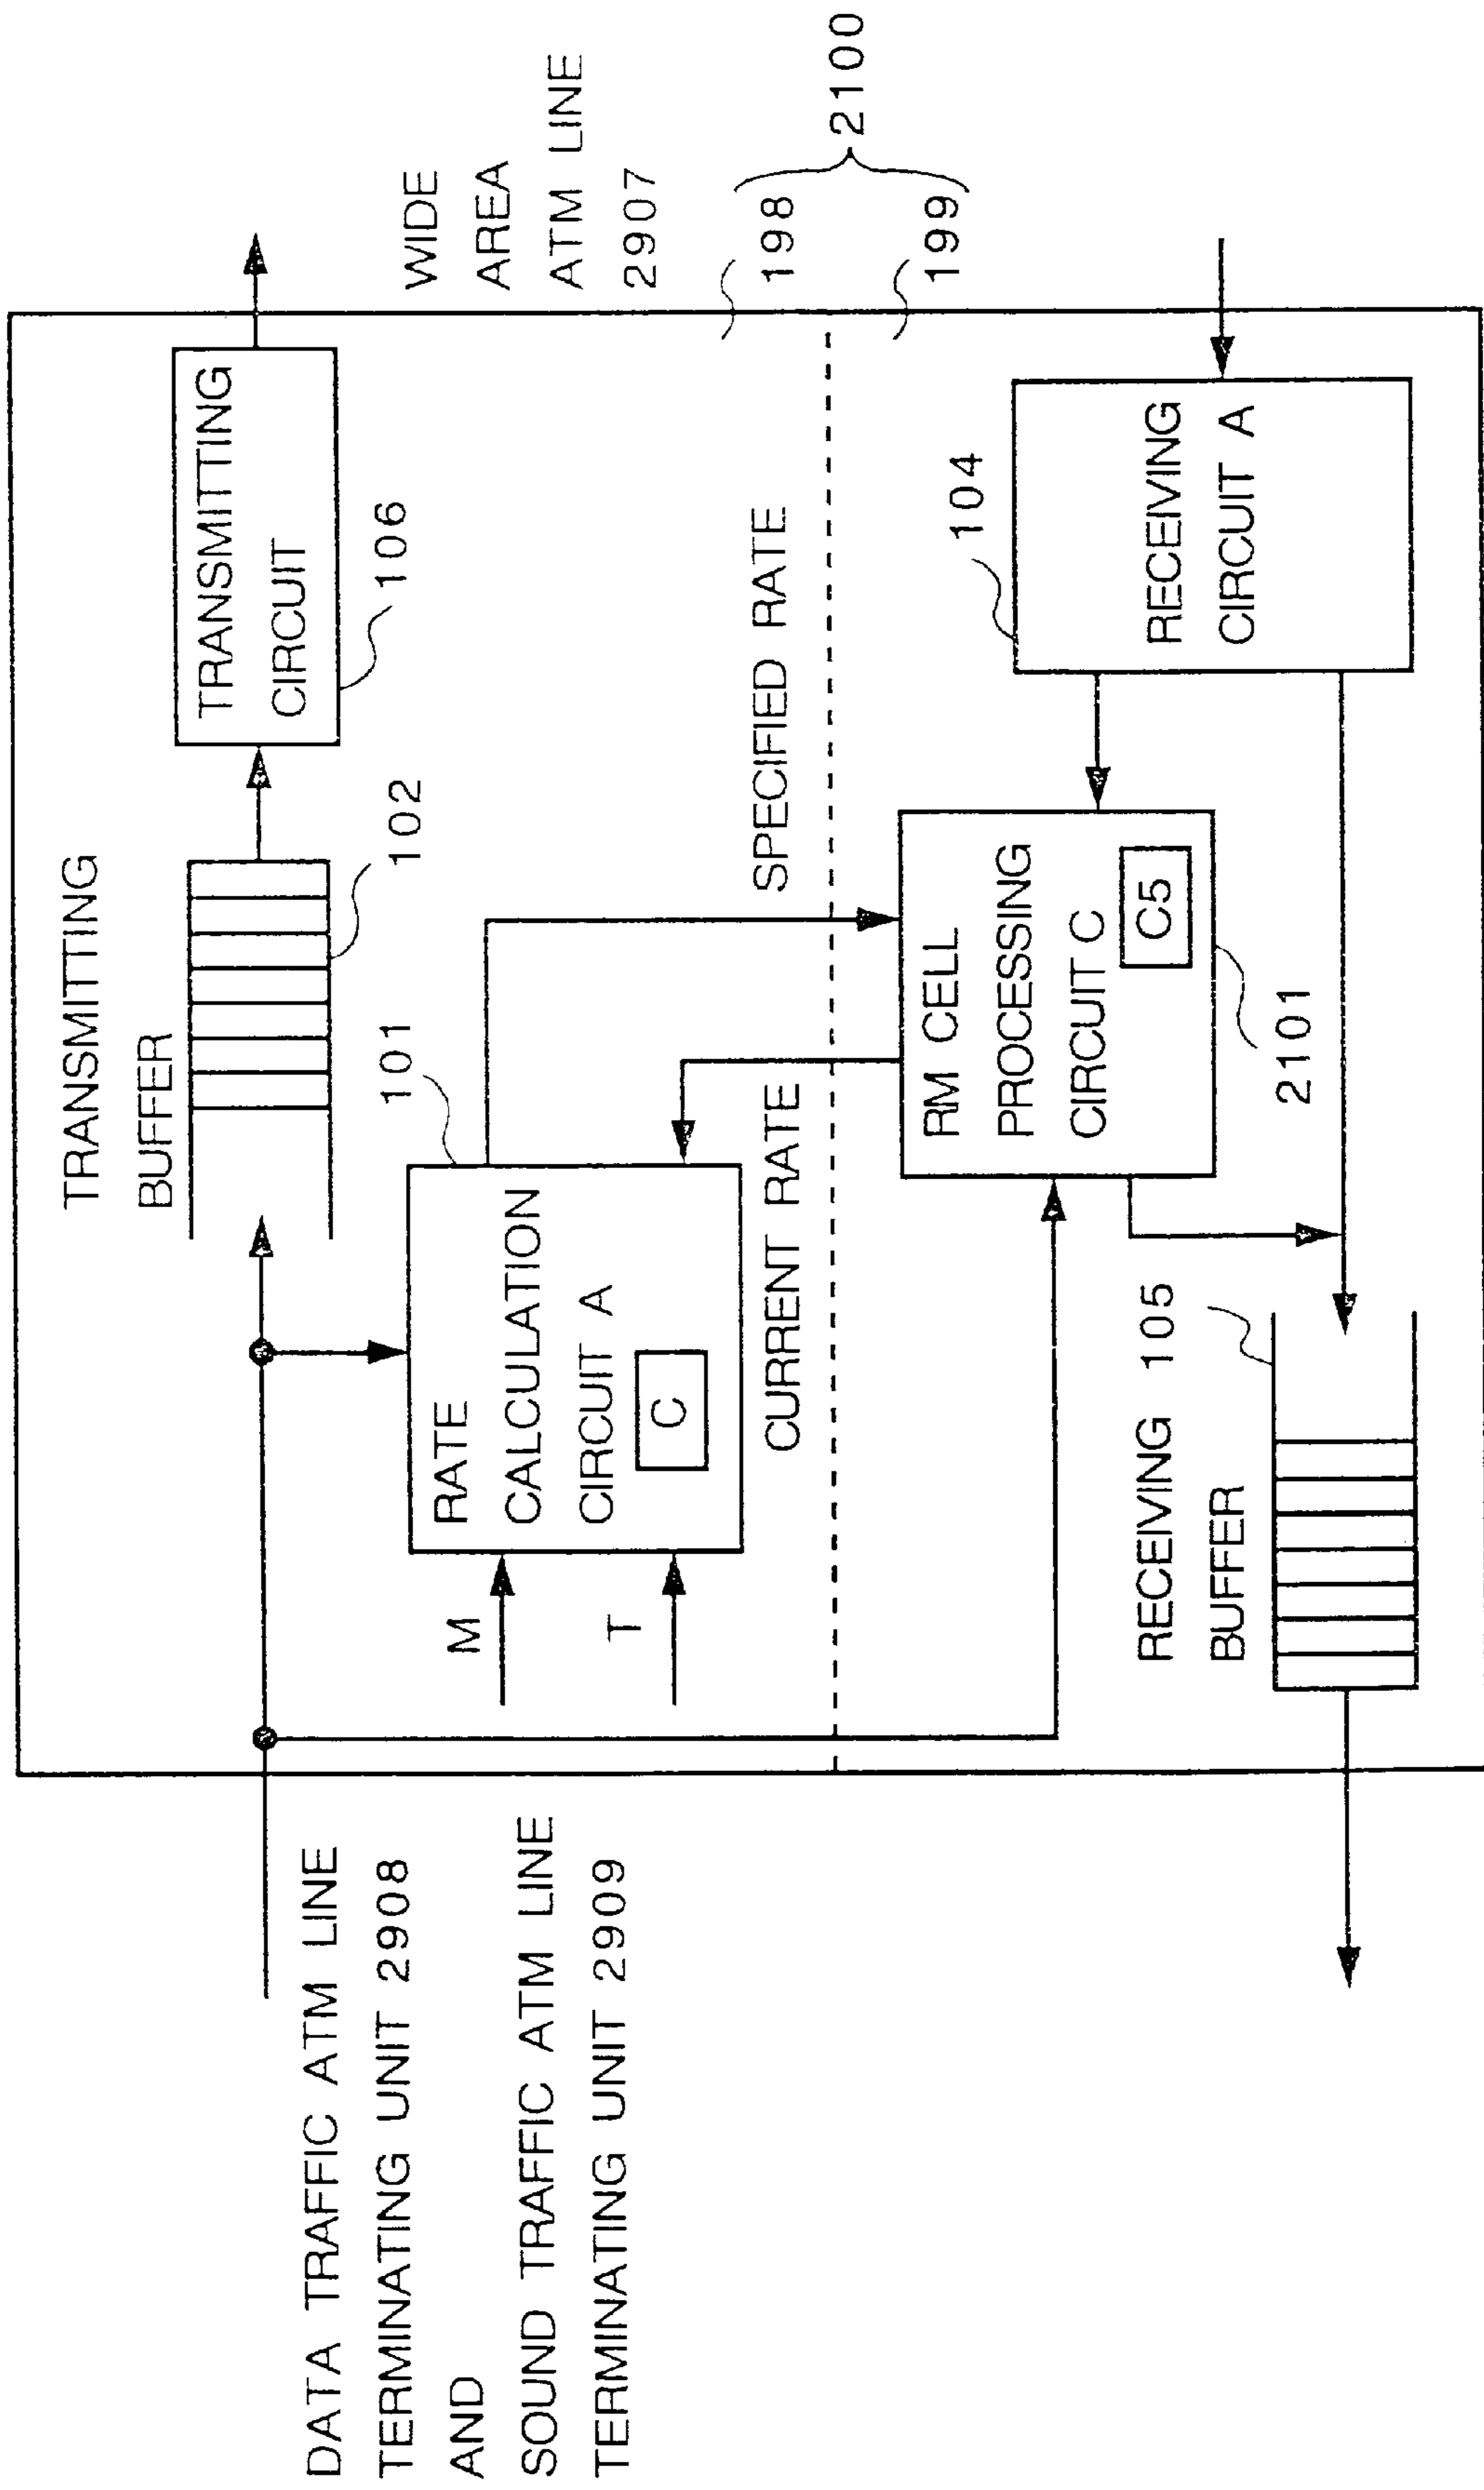 DATA TRAFFIC ATM LINE
TERMINATING UNIT 2908
AND
SOUND TRAFFIC ATM LINE
TERMINATING UNIT 2909
TRANSMITTING
BUFFER
102
TRANSMITTING
CIRCUIT
106
WIDE
AREA
ATM LINE
2907
198
199
2100
M
T
RATE
CALCULATION
CIRCUIT A
C
101
CURRENT RATE
SPECIFIED RATE
RM CELL
PROCESSING
CIRCUIT C
C5
2101
104
RECEIVING
CIRCUIT A
RECEIVING 105
BUFFER